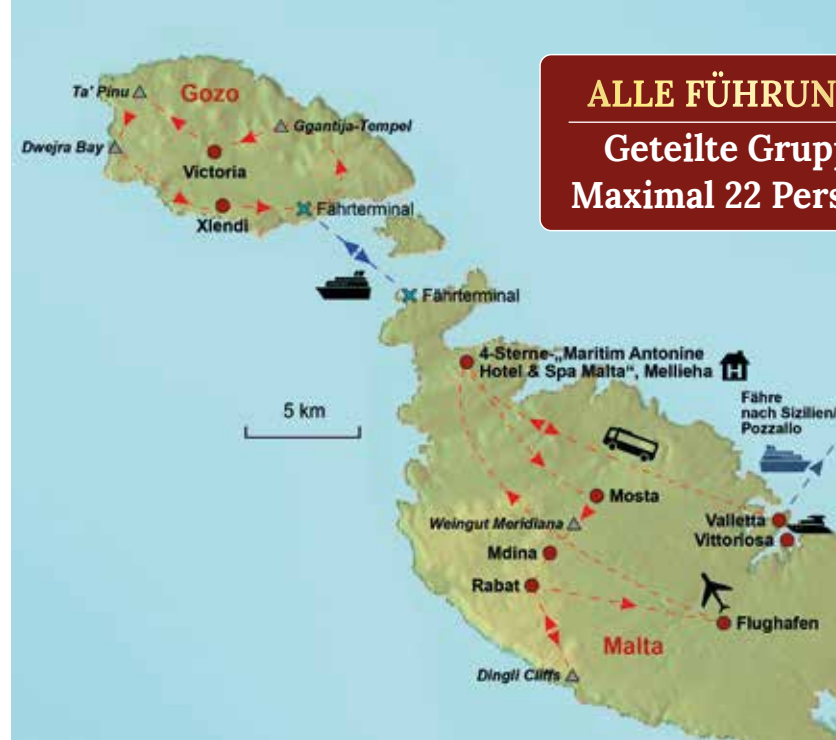 ALLE FÜHRUN
Geteilte Grupp
Maximal 22 Pers
Ta' Pinu
Gozo
Ggantija-Tempel
Dwejra Bay
Victoria
Xlendi
Fährterminal
Fährterminal
4-Sterne-„Maritim Antonine
Hotel & Spa Malta“, Mellieha
H
5 km
Fähre
nach Sizilien/
Pozzallo
Mosta
Weingut Meridiana
Valletta
Vittoriosa
Mdina
Rabat
Flughafen
Malta
Dingli Cliffs